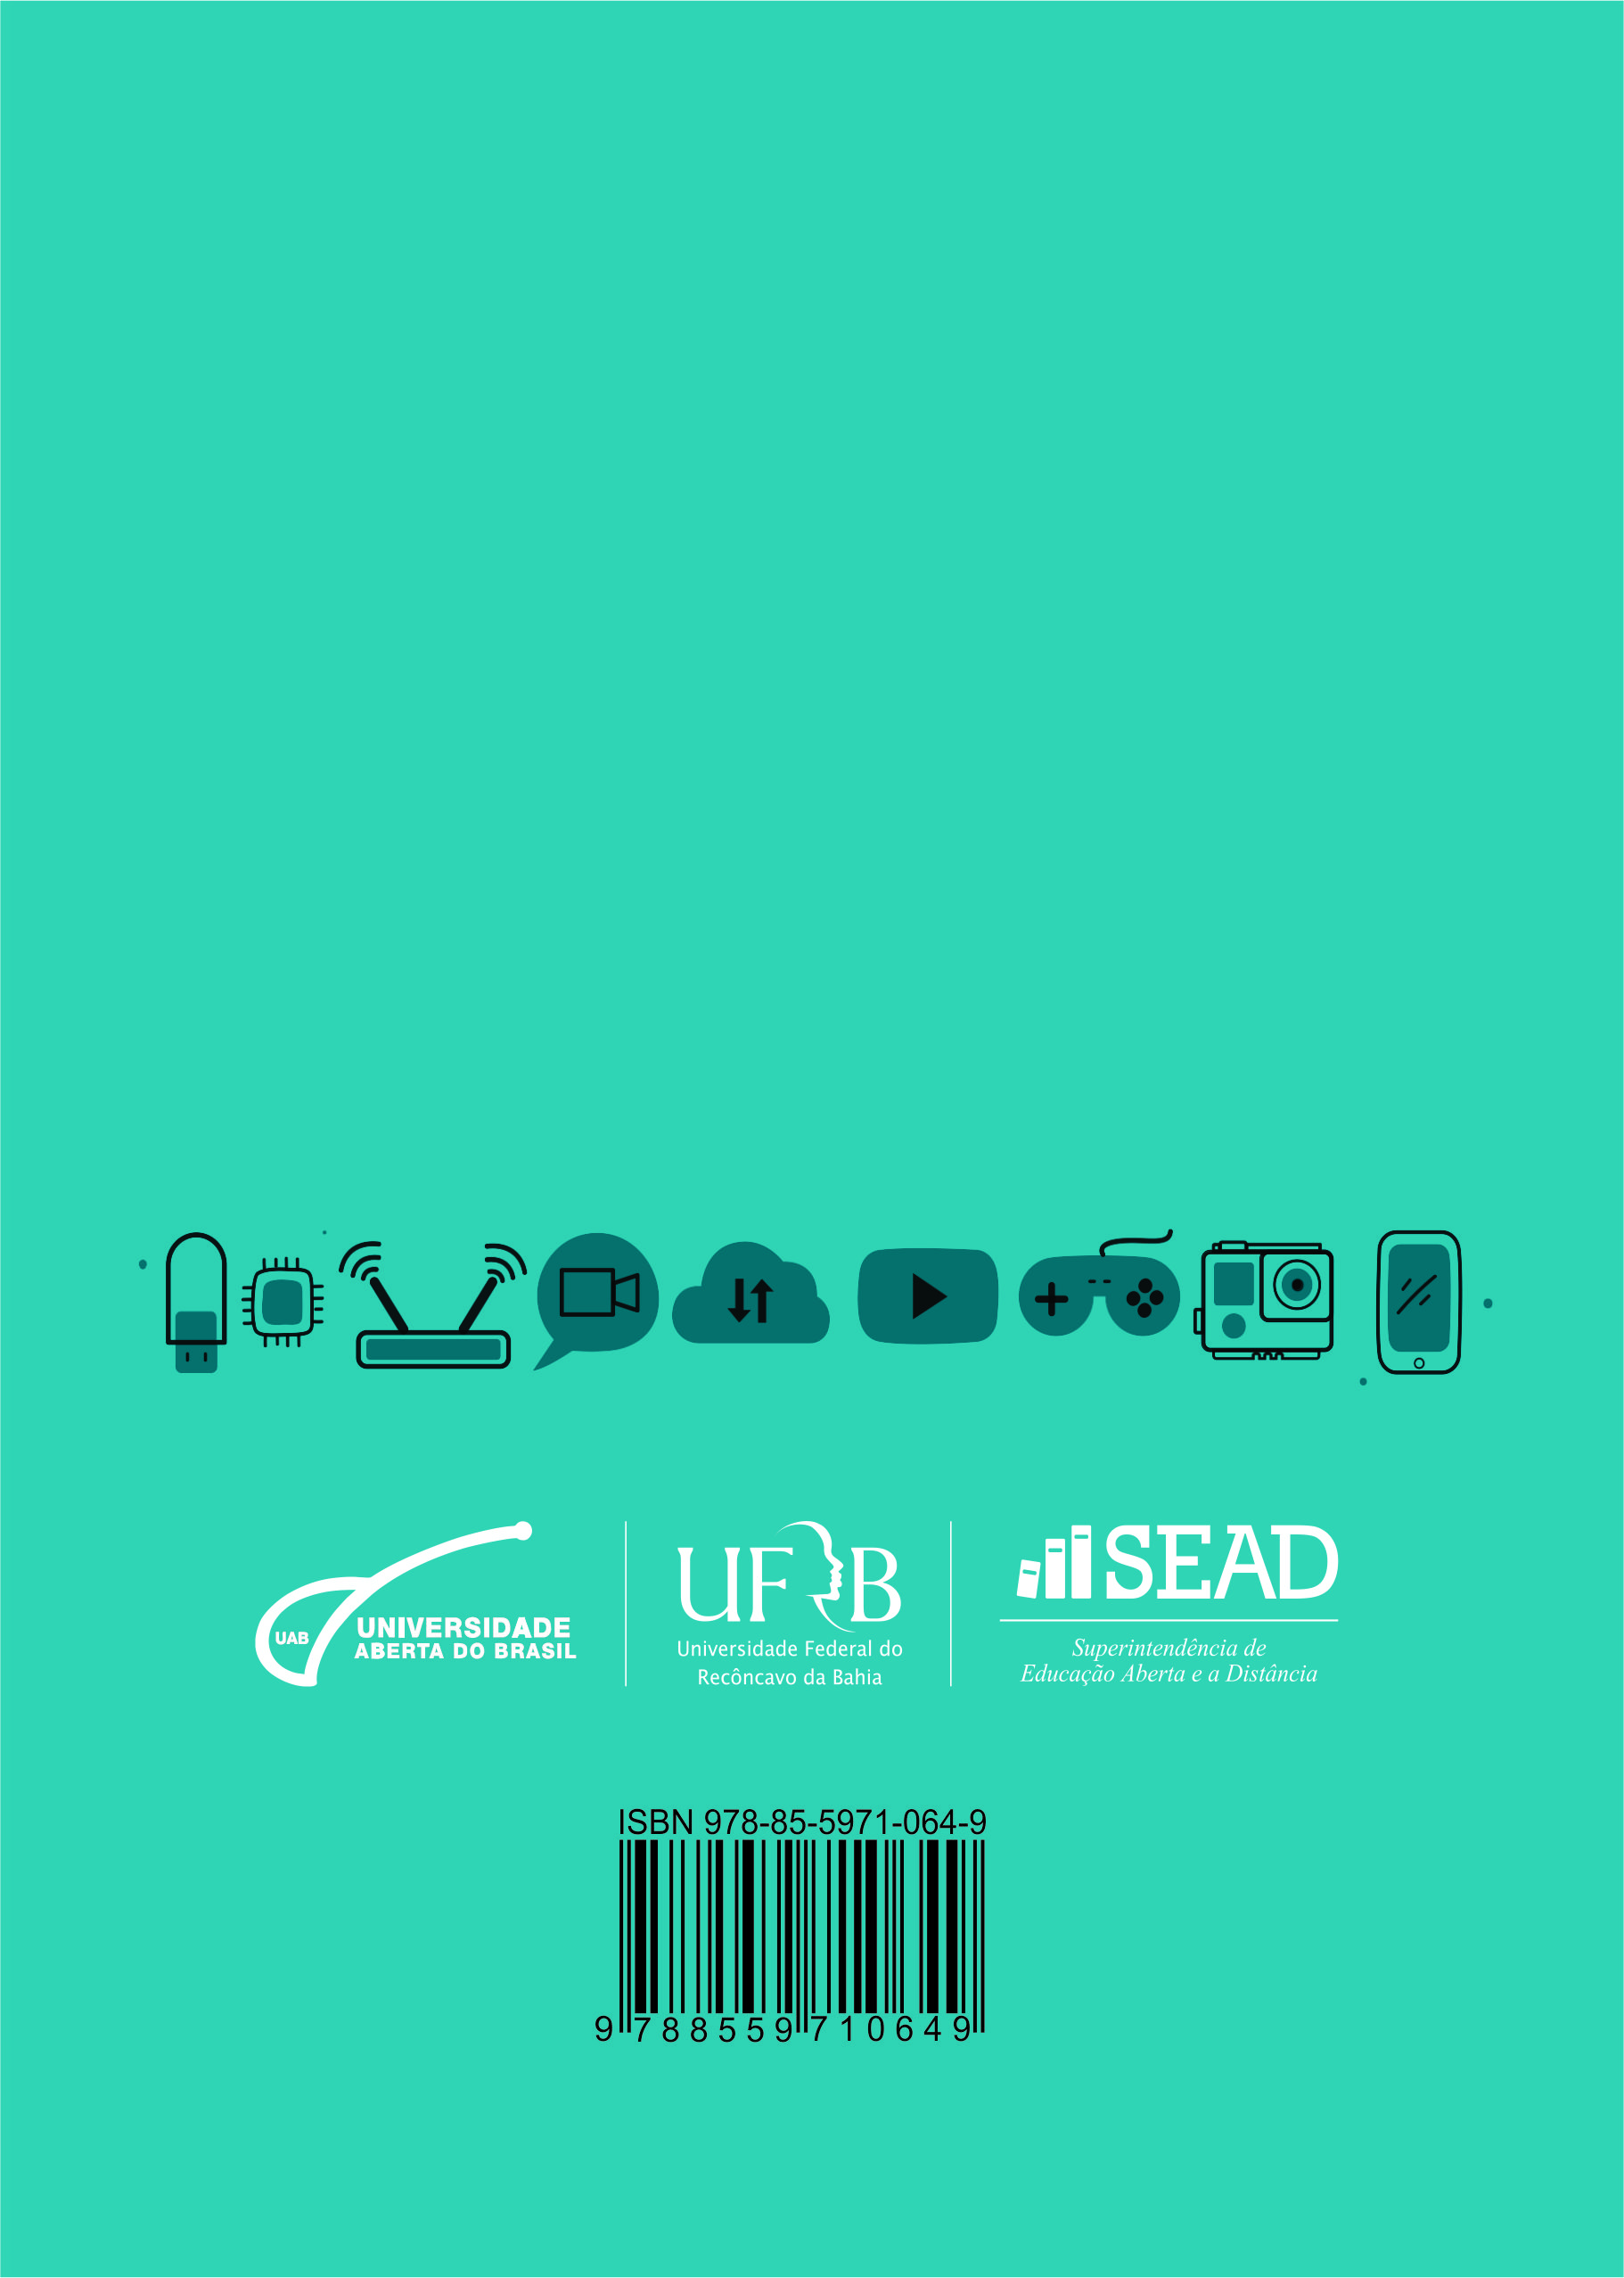 UAB
UNIVERSIDADE
ABERTA DO BRASIL
UFRB
Universidade Federal do
Recôncavo da Bahia
SEAD
Superintendência de
Educação Aberta e a Distância
ISBN 978-85-5971-064-9
9 788559 710649